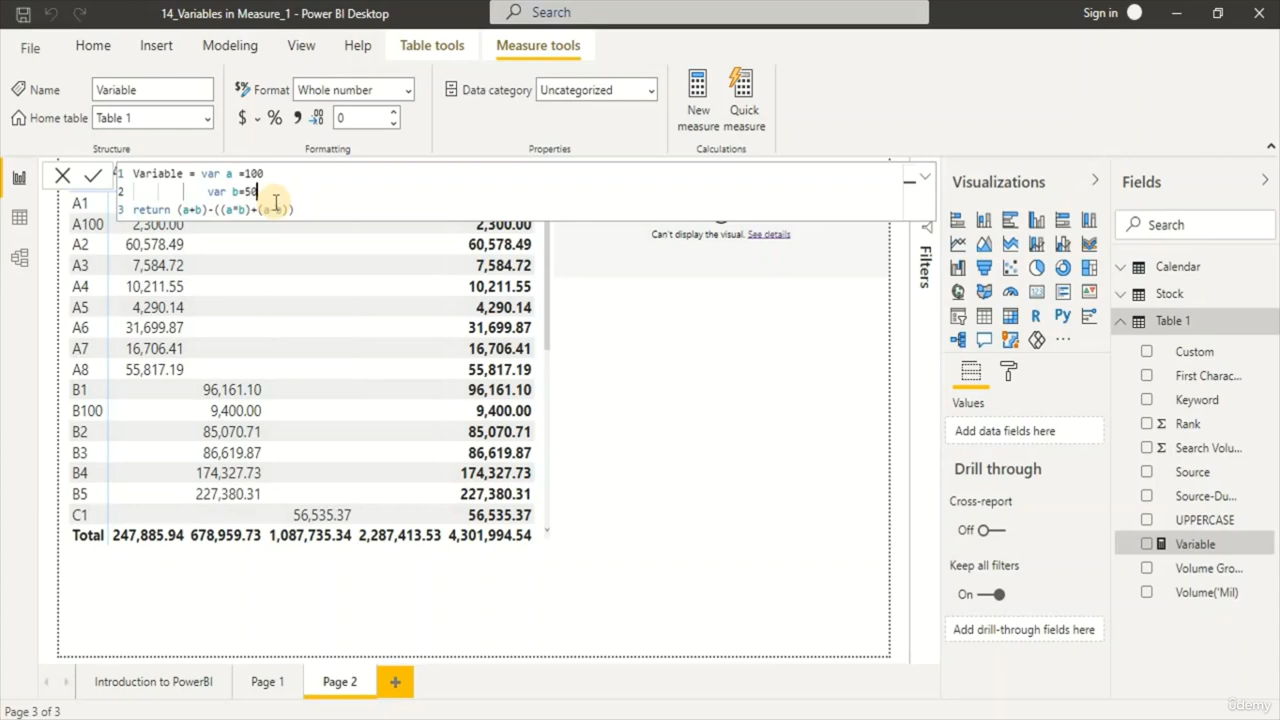 14_Variables in Measure_1 - Power BI Desktop
Search
Sign in
File
Home
Insert
Modeling
View
Help
Table tools
Measure tools
Name
Variable
Format
Whole number
Data category
Uncategorized
Home table
Table 1
$
%
0
New measure
Quick measure
Structure
Formatting
Properties
Calculations
1 Variable = var a =100
2 var b=50
3 return (a+b)-((a*b)+(a-b))
A1
A100 2,300.00 2,300.00
A2 60,578.49 60,578.49
A3 7,584.72 7,584.72
A4 10,211.55 10,211.55
A5 4,290.14 4,290.14
A6 31,699.87 31,699.87
A7 16,706.41 16,706.41
A8 55,817.19 55,817.19
B1 96,161.10 96,161.10
B100 9,400.00 9,400.00
B2 85,070.71 85,070.71
B3 86,619.87 86,619.87
B4 174,327.73 174,327.73
B5 227,380.31 227,380.31
C1 56,535.37 56,535.37
Total 247,885.94 678,959.73 1,087,735.34 2,287,413.53 4,301,994.54
Can't display the visual. See details
Filters
Visualizations
R
Py
Values
Add data fields here
Drill through
Cross-report
Off
Keep all filters
On
Add drill-through fields here
Fields
Search
Calendar
Stock
Table 1
Custom
First Charac...
Keyword
Σ Rank
Σ Search Volu...
Source
Source-Du...
UPPERCASE
Variable
Volume Gro...
Volume('Mil)
Introduction to PowerBI
Page 1
Page 2
Page 3 of 3
ûdemy